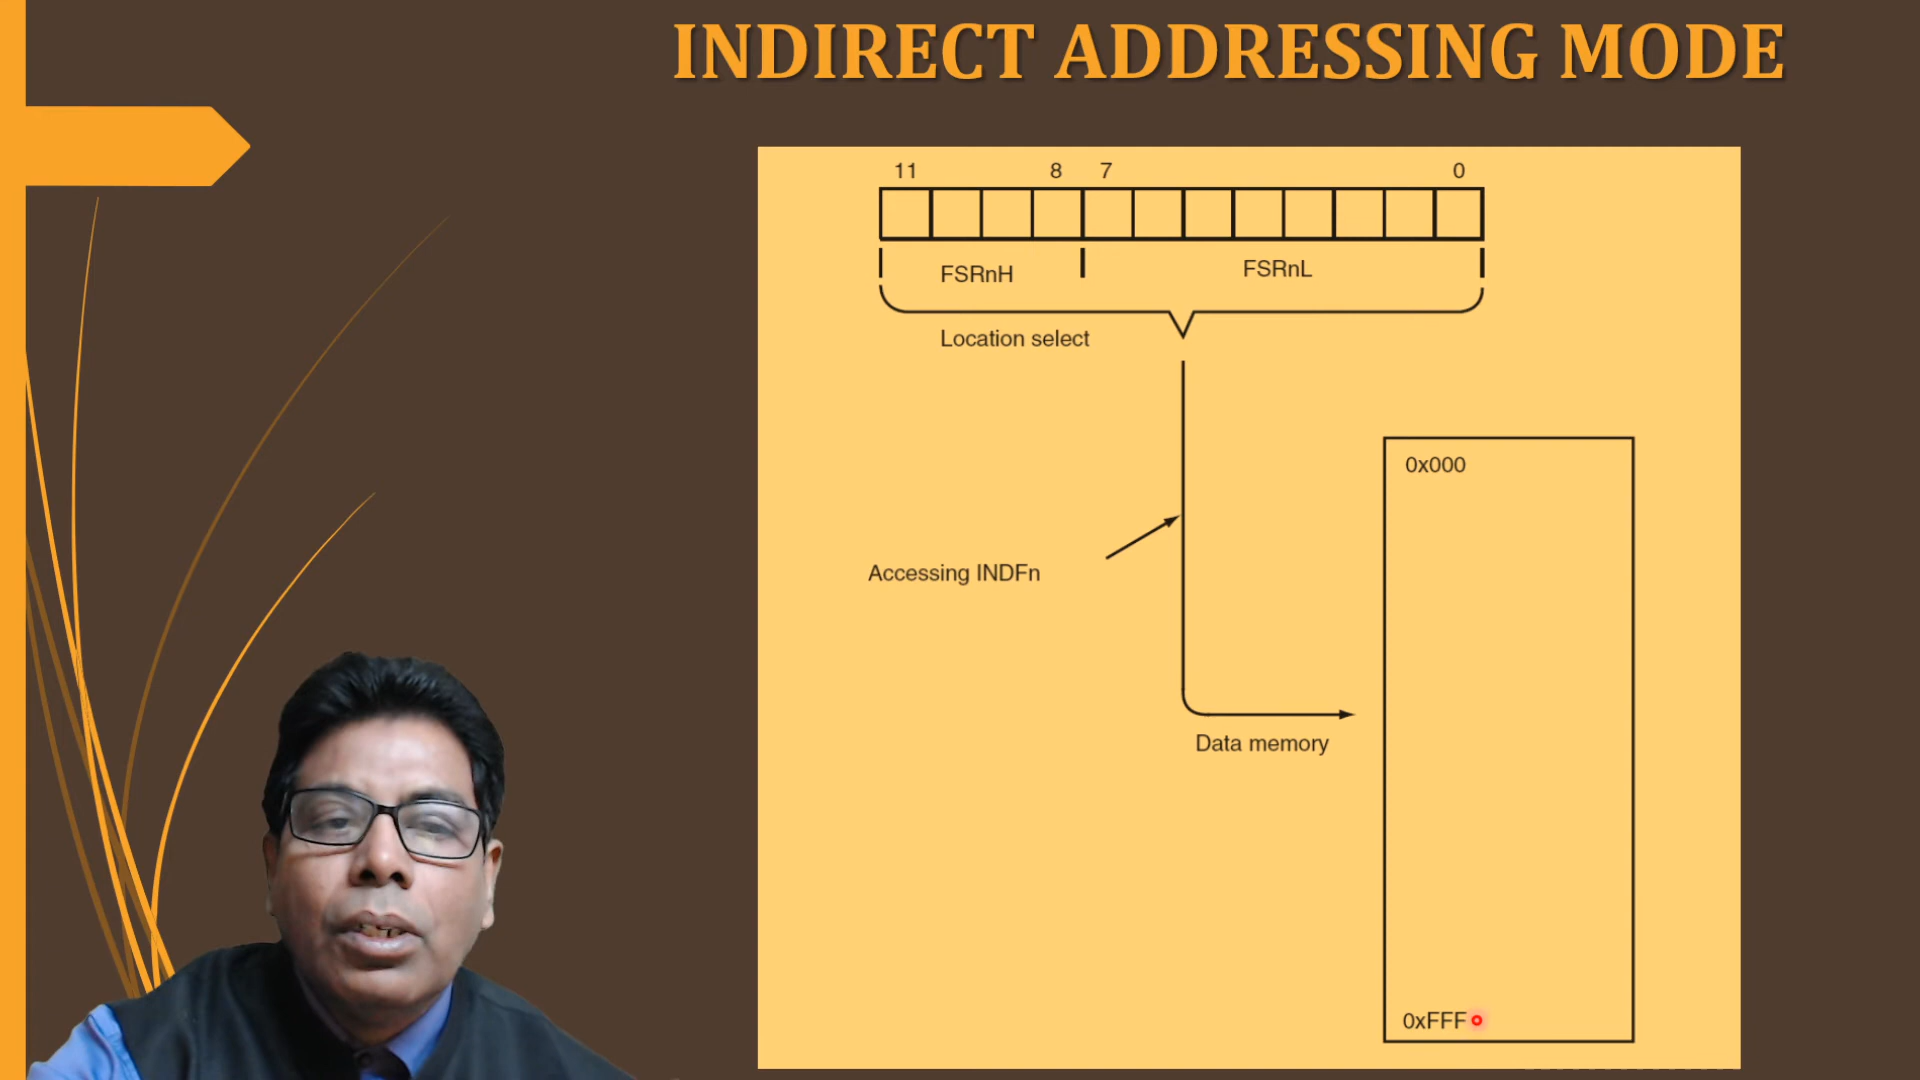 INDIRECT ADDRESSING MODE
11 8 7 0
FSRnH FSRnL
Location select
0x000
Accessing INDFn
Data memory
0xFFF